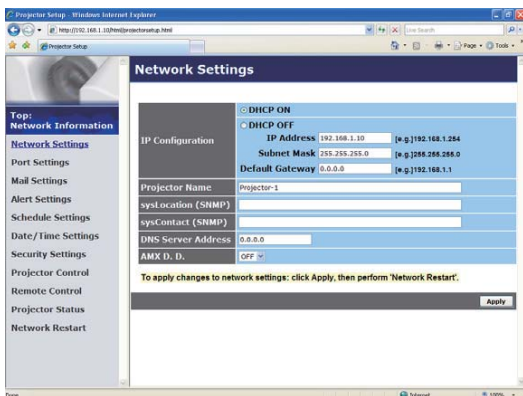 Projector Setup - Windows Internet Explorer
http://192.168.1.10/html/projectorsetup.html
Live Search
Projector Setup
Page
Tools
Network Settings
Top:
Network Information
Network Settings
Port Settings
Mail Settings
Alert Settings
Schedule Settings
Date/Time Settings
Security Settings
Projector Control
Remote Control
Projector Status
Network Restart
IP Configuration
DHCP ON
DHCP OFF
IP Address 192.168.1.10 [e.g.]192.168.1.254
Subnet Mask 255.255.255.0 [e.g.]255.255.255.0
Default Gateway 0.0.0.0 [e.g.]192.168.1.1
Projector Name Projector-1
sysLocation (SNMP)
sysContact (SNMP)
DNS Server Address 0.0.0.0
AMX D. D. OFF
To apply changes to network settings: click Apply, then perform 'Network Restart'.
Apply
Done
Internet
100%